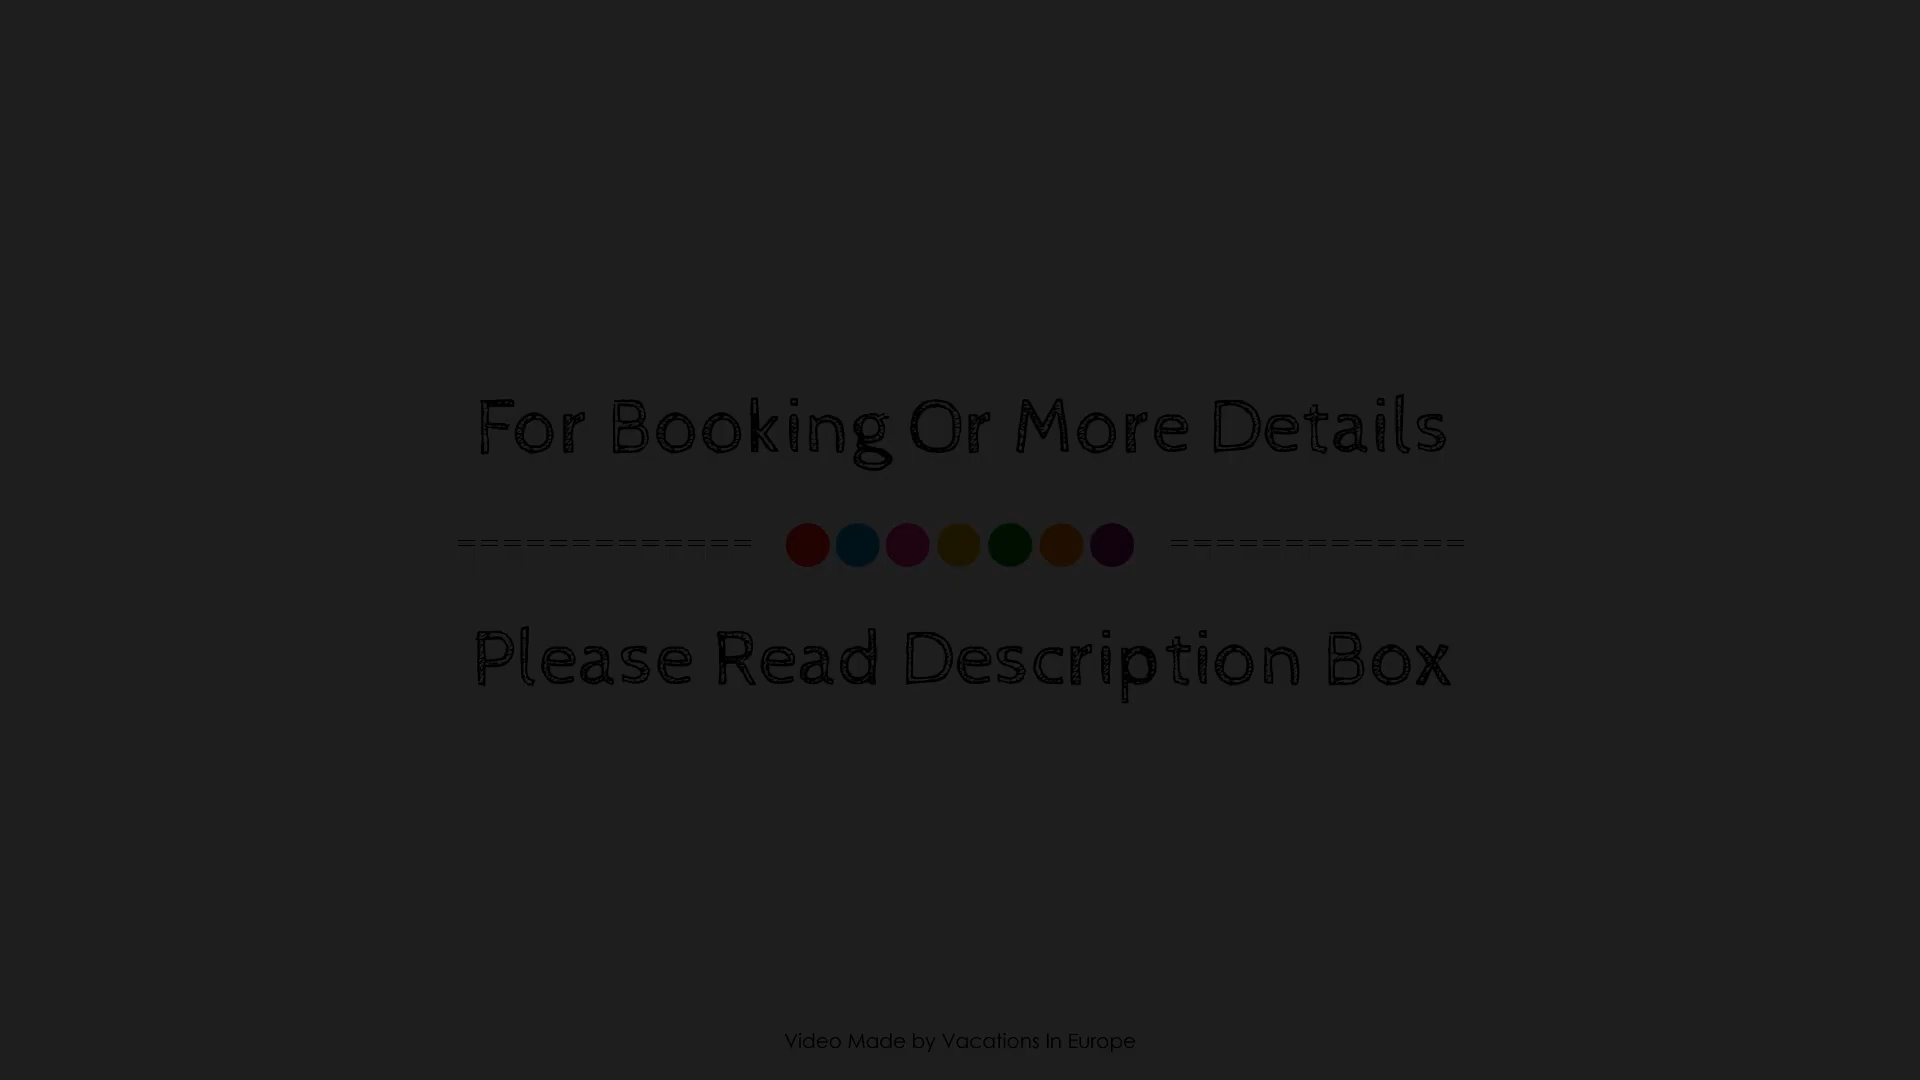 For Booking Or More Details
============= =============
Please Read Description Box
Video Made by Vacations In Europe